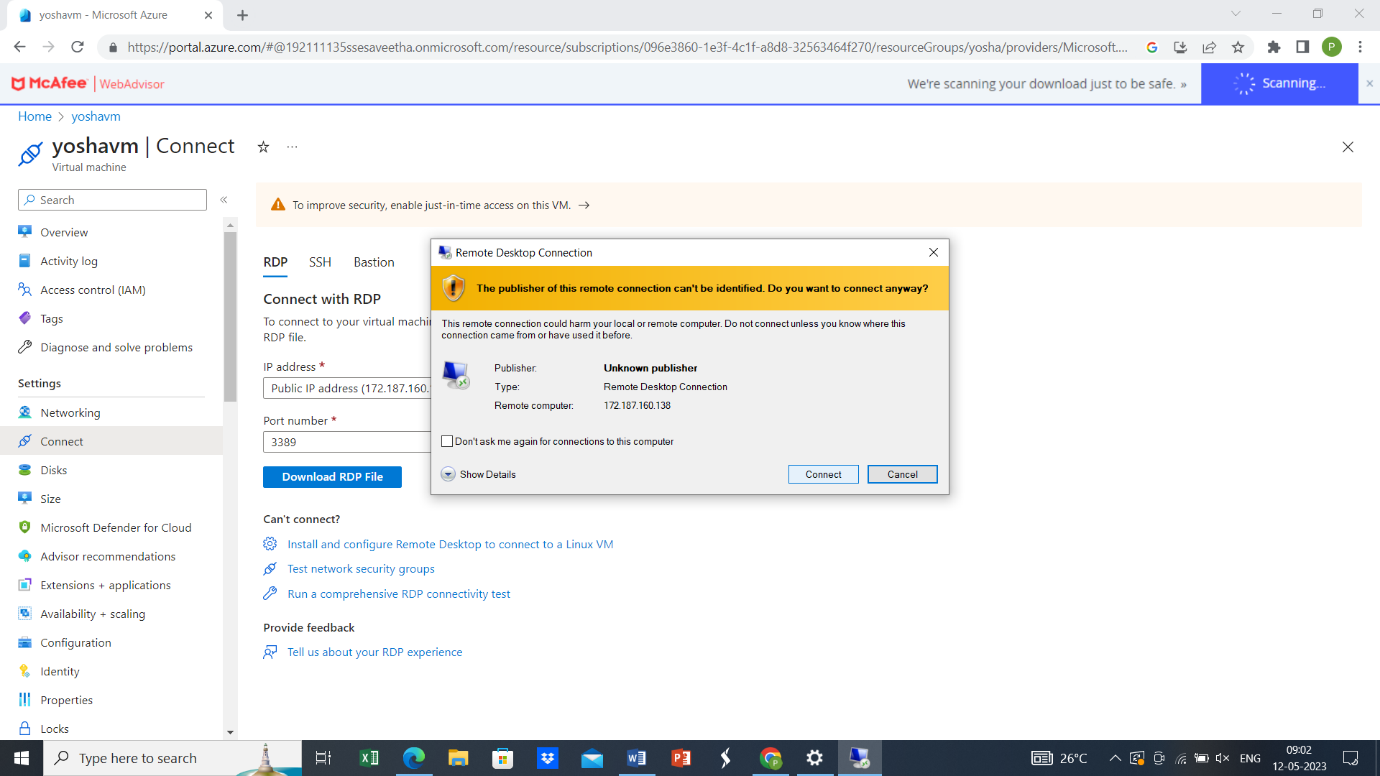 yoshavm - Microsoft Azure
https://portal.azure.com/#@192111135ssesaveetha.onmicrosoft.com/resource/subscriptions/096e3860-1e3f-4c1f-a8d8-32563464f270/resourceGroups/yosha/providers/Microsoft....
P
McAfee | WebAdvisor
We're scanning your download just to be safe. »
Scanning...
Home > yoshavm
yoshavm | Connect
Virtual machine
Search
Overview
Activity log
Access control (IAM)
Tags
Diagnose and solve problems
Settings
Networking
Connect
Disks
Size
Microsoft Defender for Cloud
Advisor recommendations
Extensions + applications
Availability + scaling
Configuration
Identity
Properties
Locks
To improve security, enable just-in-time access on this VM. →
RDP SSH Bastion
Connect with RDP
To connect to your virtual machi
RDP file.
IP address *
Public IP address (172.187.160.
Port number *
3389
Download RDP File
Can't connect?
Install and configure Remote Desktop to connect to a Linux VM
Test network security groups
Run a comprehensive RDP connectivity test
Provide feedback
Tell us about your RDP experience
Remote Desktop Connection
The publisher of this remote connection can't be identified. Do you want to connect anyway?
This remote connection could harm your local or remote computer. Do not connect unless you know where this
connection came from or have used it before.
Publisher: Unknown publisher
Type: Remote Desktop Connection
Remote computer: 172.187.160.138
Don't ask me again for connections to this computer
Show Details
Connect
Cancel
Type here to search
26°C
ENG
09:02
12-05-2023